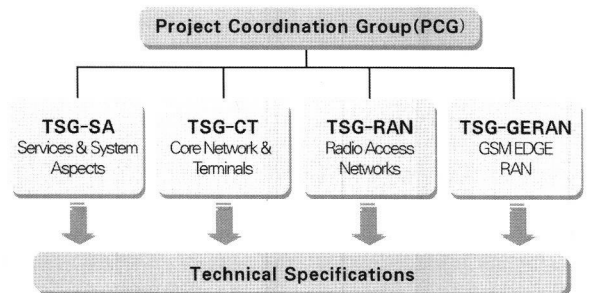 Project Coordination Group(PCG)
TSG-SA
Services & System
Aspects
TSG-CT
Core Network &
Terminals
TSG-RAN
Radio Access
Networks
TSG-GERAN
GSM EDGE
RAN
Technical Specifications